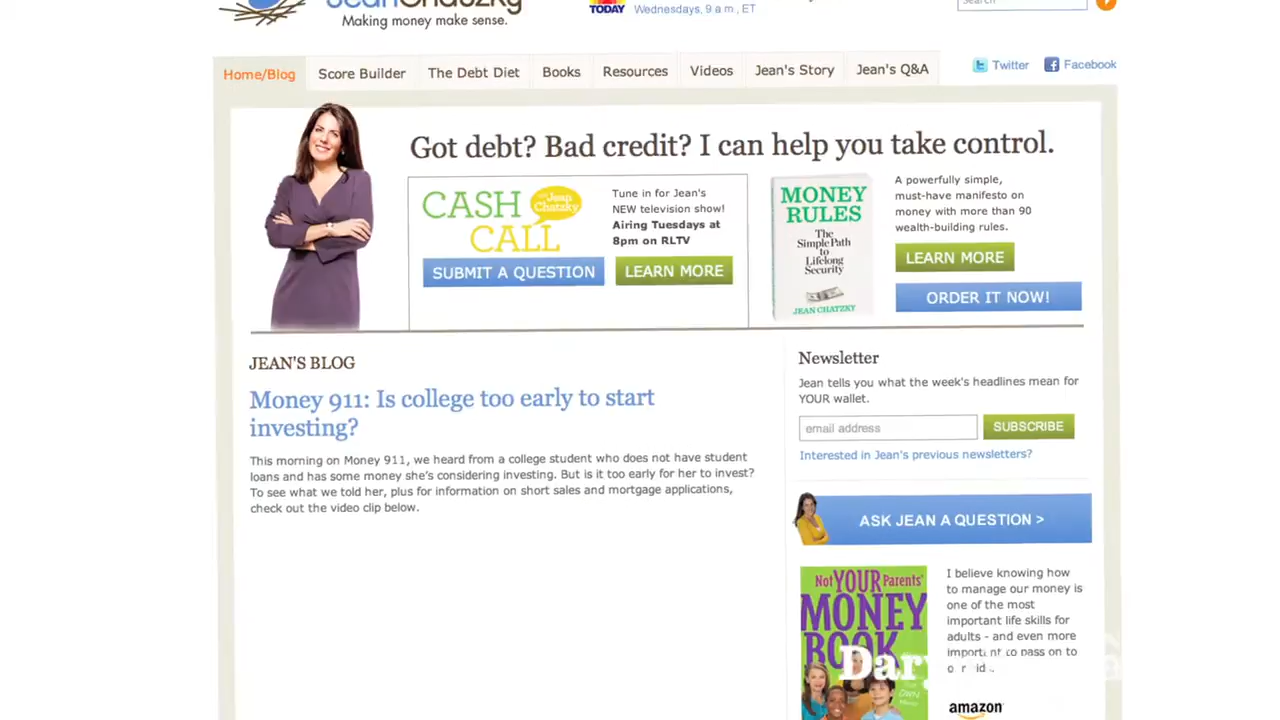 Making money make sense.
TODAY
Wednesdays, 9 a.m., ET
Search
Home/Blog
Score Builder
The Debt Diet
Books
Resources
Videos
Jean's Story
Jean's Q&A
Twitter
Facebook
Got debt? Bad credit? I can help you take control.
CASH
with Jean
Chatzky
CALL
SUBMIT A QUESTION
Tune in for Jean's
NEW television show!
Airing Tuesdays at
8pm on RLTV
LEARN MORE
MONEY
RULES
The
Simple Path
to
Lifelong
Security
JEAN CHATZKY
A powerfully simple,
must-have manifesto on
money with more than 90
wealth-building rules.
LEARN MORE
ORDER IT NOW!
JEAN'S BLOG
Money 911: Is college too early to start
investing?
This morning on Money 911, we heard from a college student who does not have student
loans and has some money she's considering investing. But is it too early for her to invest?
To see what we told her, plus for information on short sales and mortgage applications,
check out the video clip below.
Newsletter
Jean tells you what the week's headlines mean for
YOUR wallet.
email address
SUBSCRIBE
Interested in Jean's previous newsletters?
ASK JEAN A QUESTION >
Not YOUR Parents'
MONEY
BOOK
I believe knowing how
to manage our money is
one of the most
important life skills for
adults - and even more
important to pass on to
amazon